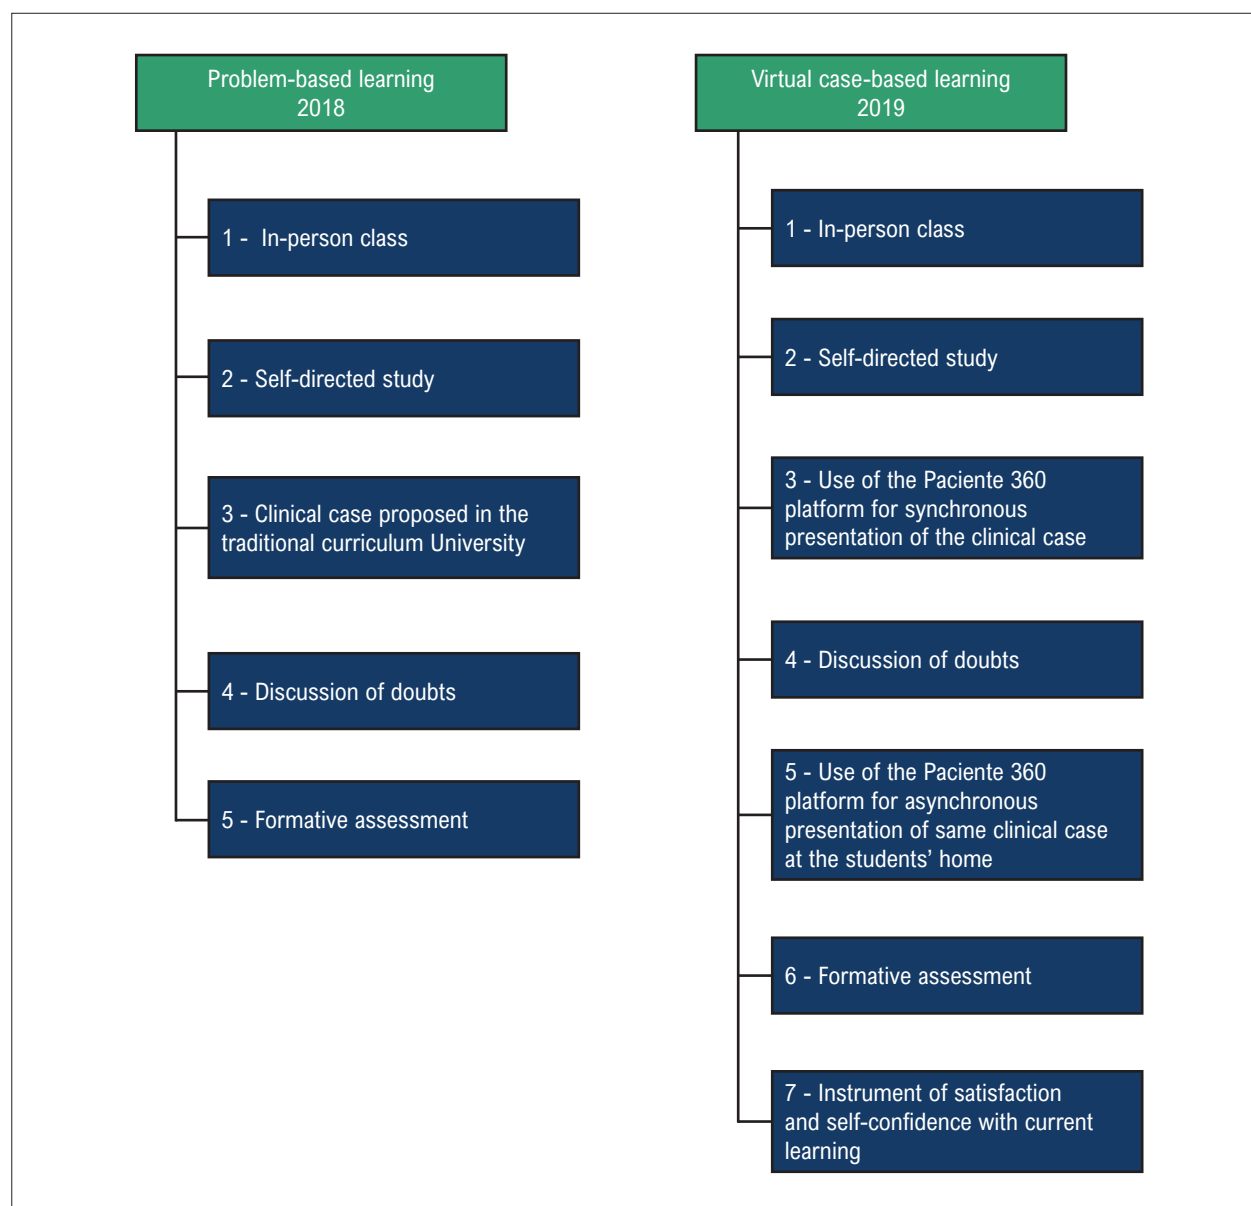 Problem-based learning
2018
1 - In-person class
2 - Self-directed study
3 - Clinical case proposed in the
traditional curriculum University
4 - Discussion of doubts
5 - Formative assessment
Virtual case-based learning
2019
1 - In-person class
2 - Self-directed study
3 - Use of the Paciente 360
platform for synchronous
presentation of the clinical case
4 - Discussion of doubts
5 - Use of the Paciente 360
platform for asynchronous
presentation of same clinical case
at the students’ home
6 - Formative assessment
7 - Instrument of satisfaction
and self-confidence with current
learning